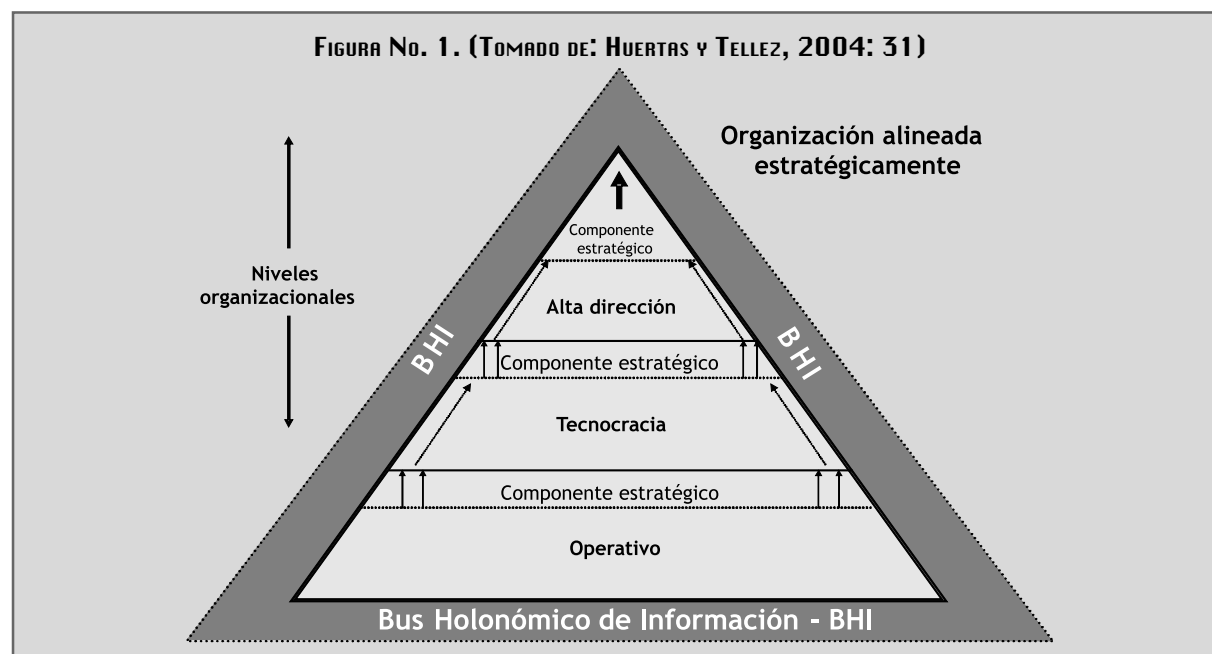 Figura No. 1. (Tomado de: Huertas y Tellez, 2004: 31)
Organización alineada
estratégicamente
Componente
estratégico
Niveles
organizacionales
Alta dirección
BHI
BHI
Componente estratégico
Tecnocracia
Componente estratégico
Operativo
Bus Holonómico de Información - BHI